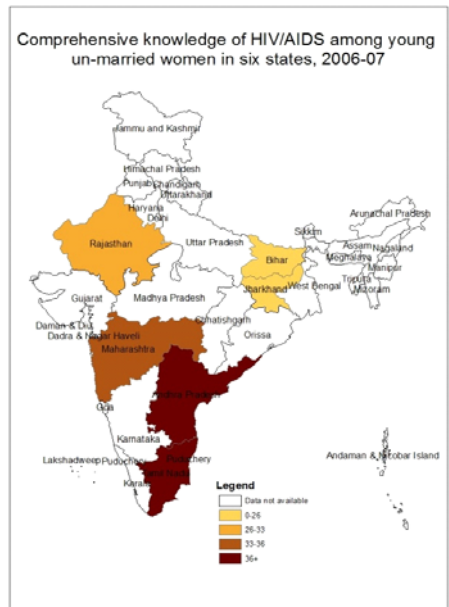 Comprehensive knowledge of HIV/AIDS among young
un-married women in six states, 2006-07
Jammu and Kashmir
Himachal Pradesh
Punjab
Chandigarh
Uttarakhand
Haryana
Delhi
Arunachal Pradesh
Rajasthan
Uttar Pradesh
Sikkim
Assam
Nagaland
Bihar
Meghalaya
Manipur
Jharkhand
West Bengal
Tripura
Mizoram
Gujarat
Madhya Pradesh
Daman & Diu
Chhatishgarh
Dadra & Nagar Haveli
Orissa
Maharashtra
Andhra Pradesh
Goa
Karnataka
Lakshadweep
Puducherry
Puduchery
Andaman & Nicobar Island
Tamil Nadu
Kerala
Legend
Data not available
0-26
26-33
33-36
36+